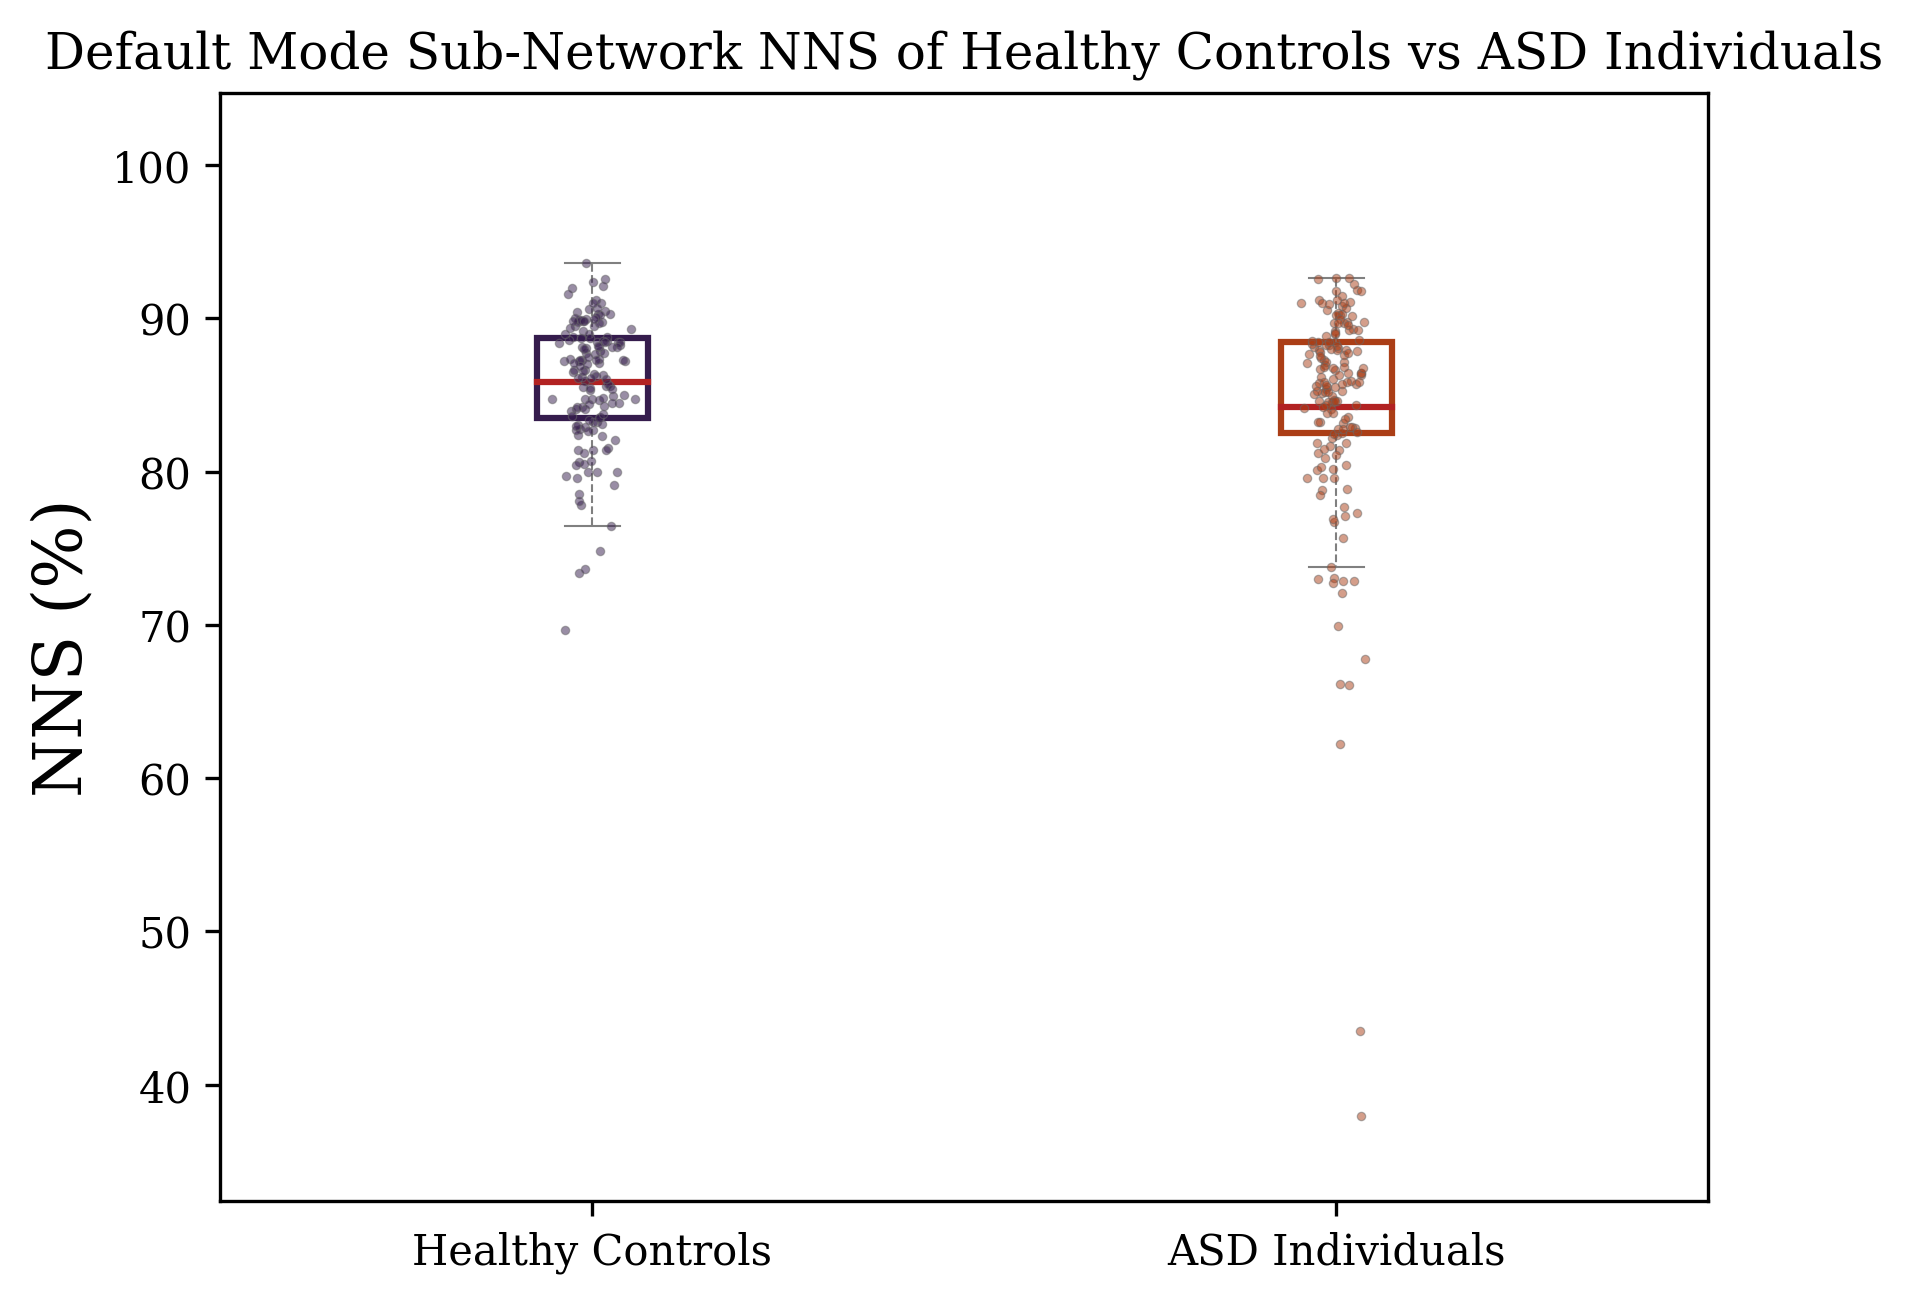 Default Mode Sub-Network NNS of Healthy Controls vs ASD Individuals
NNS (%)
100
90
80
70
60
50
40
Healthy Controls
ASD Individuals